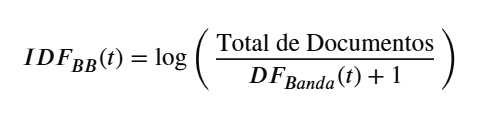 IDF_BB(t) = log ( Total de Documentos / DF_Banda(t) + 1 )